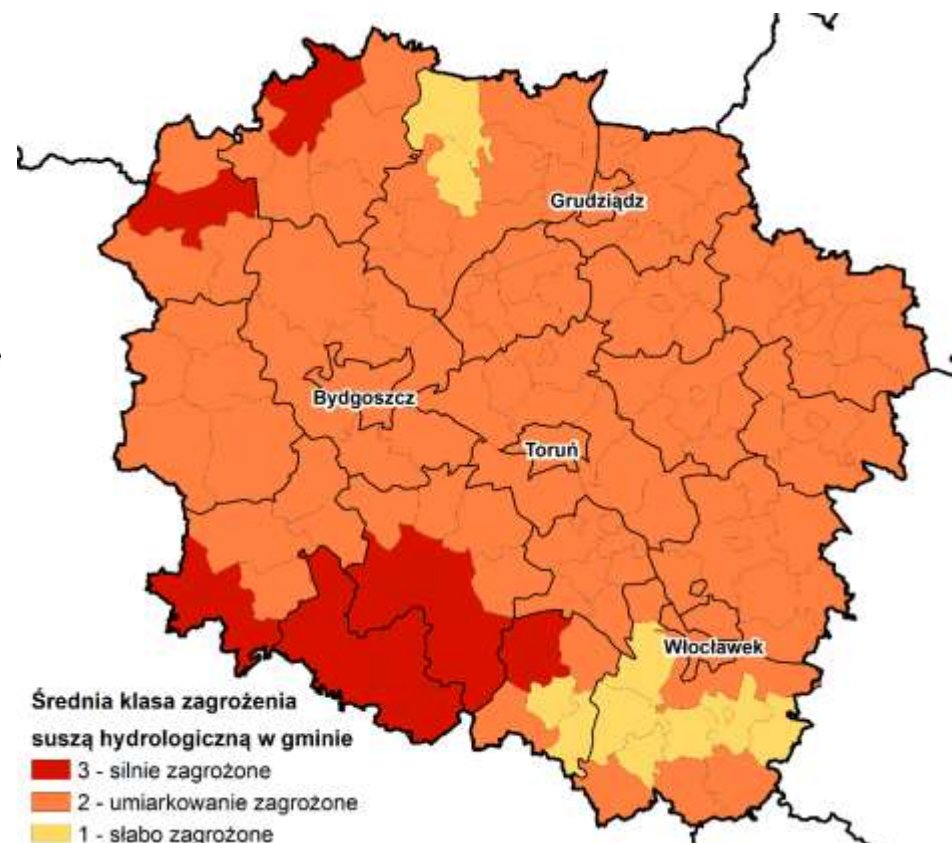 Grudziądz
Bydgoszcz
Toruń
Włocławek
Średnia klasa zagrożenia
suszą hydrologiczną w gminie
3 - silnie zagrożone
2 - umiarkowanie zagrożone
1 - słabo zagrożone